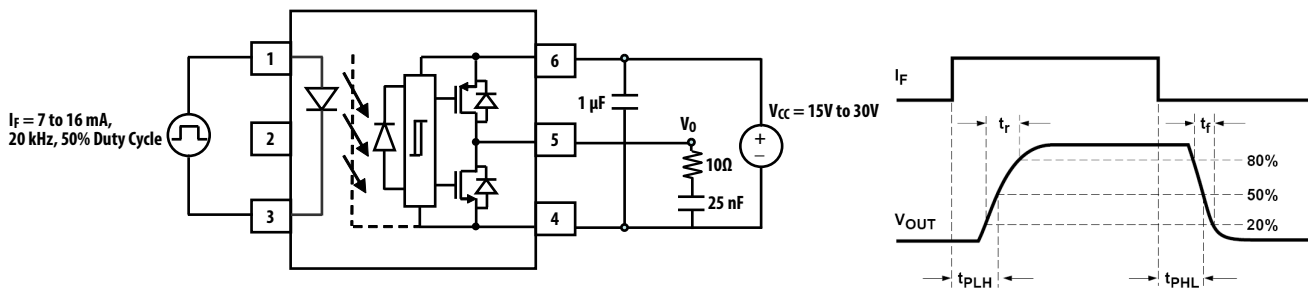 1
2
3
6
5
4
I_F = 7 to 16 mA,
20 kHz, 50% Duty Cycle
1 µF
V_O
10Ω
25 nF
V_CC = 15V to 30V
+
−
I_F
t_r
t_f
80%
50%
20%
V_OUT
t_PLH
t_PHL